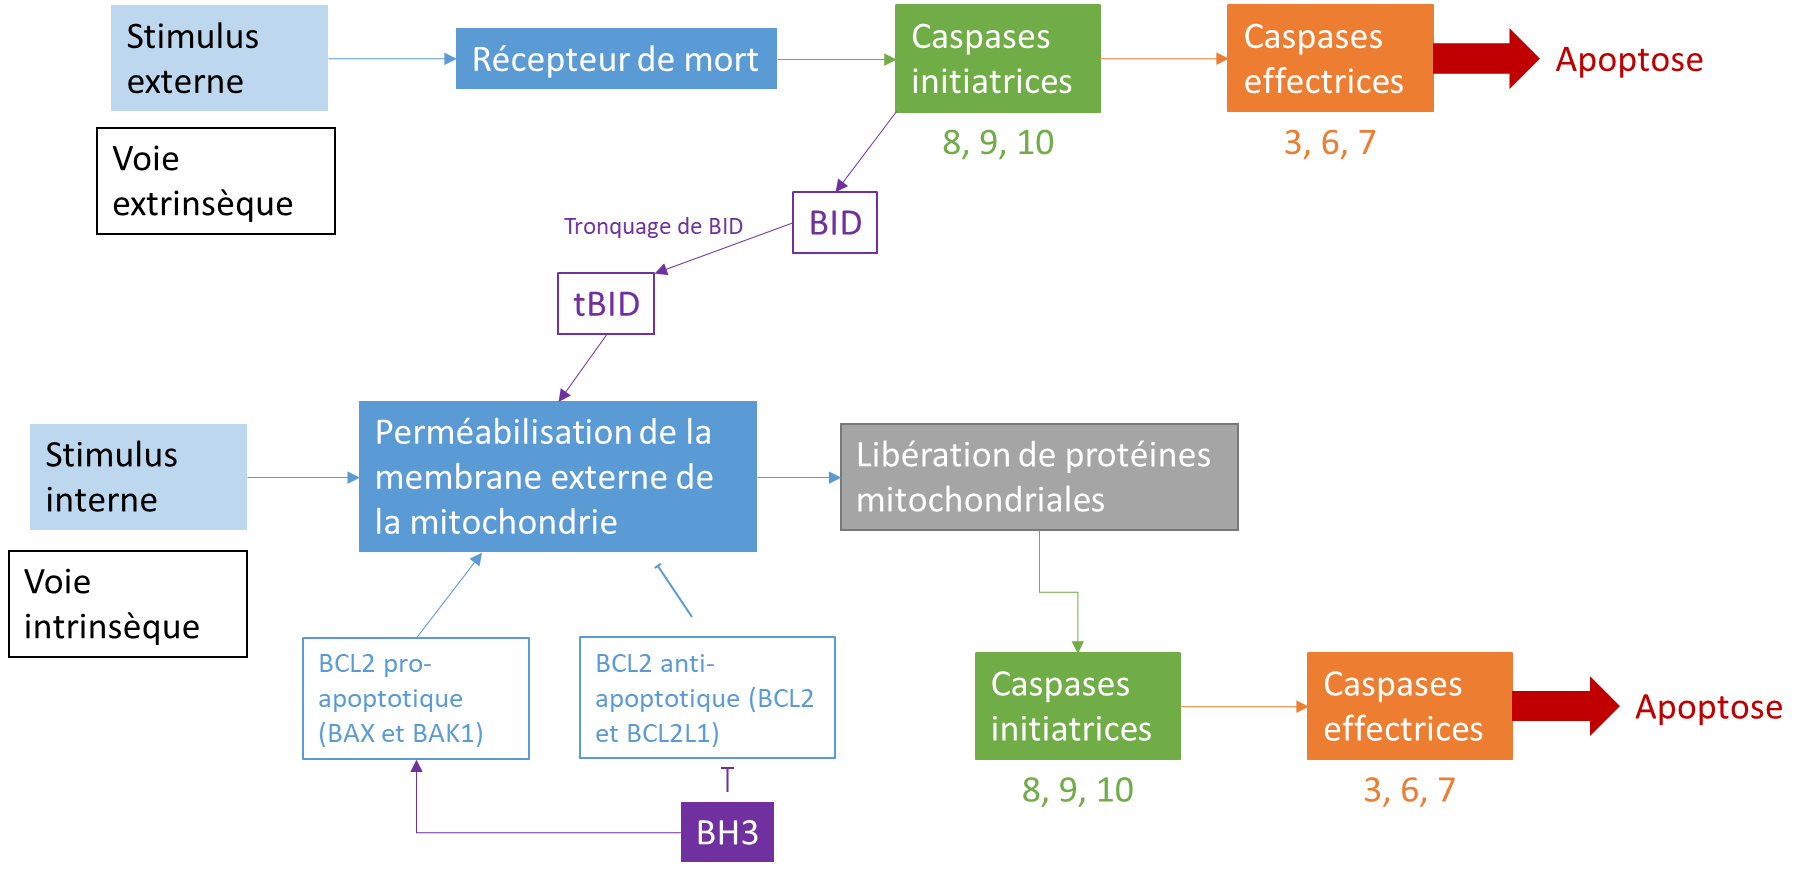 Stimulus
externe
Récepteur de mort
Caspases
initiatrices
Caspases
effectrices
Apoptose
8, 9, 10
3, 6, 7
Voie
extrinsèque
BID
Tronquage de BID
tBID
Stimulus
interne
Perméabilisation de la
membrane externe de
la mitochondrie
Libération de protéines
mitochondriales
Voie
intrinsèque
BCL2 pro-
apoptotique
(BAX et BAK1)
BCL2 anti-
apoptotique (BCL2
et BCL2L1)
Caspases
initiatrices
Caspases
effectrices
Apoptose
8, 9, 10
3, 6, 7
BH3